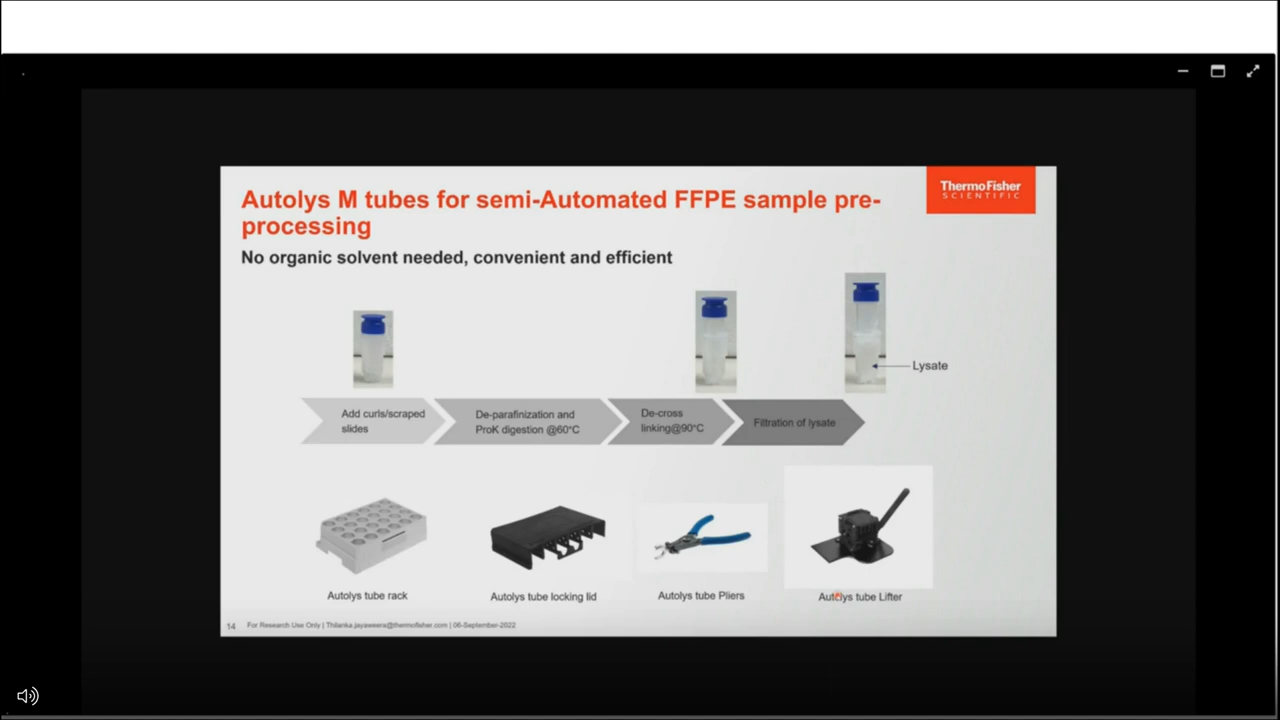 Autolys M tubes for semi-Automated FFPE sample pre-
processing
ThermoFisher
SCIENTIFIC
No organic solvent needed, convenient and efficient
Lysate
Add curls/scraped
slides
De-parafinization and
ProK digestion @60°C
De-cross
linking@90°C
Filtration of lysate
Autolys tube rack
Autolys tube locking lid
Autolys tube Pliers
Autolys tube Lifter
14 For Research Use Only | Thilanka.jayaweera@thermofisher.com | 06-September-2022